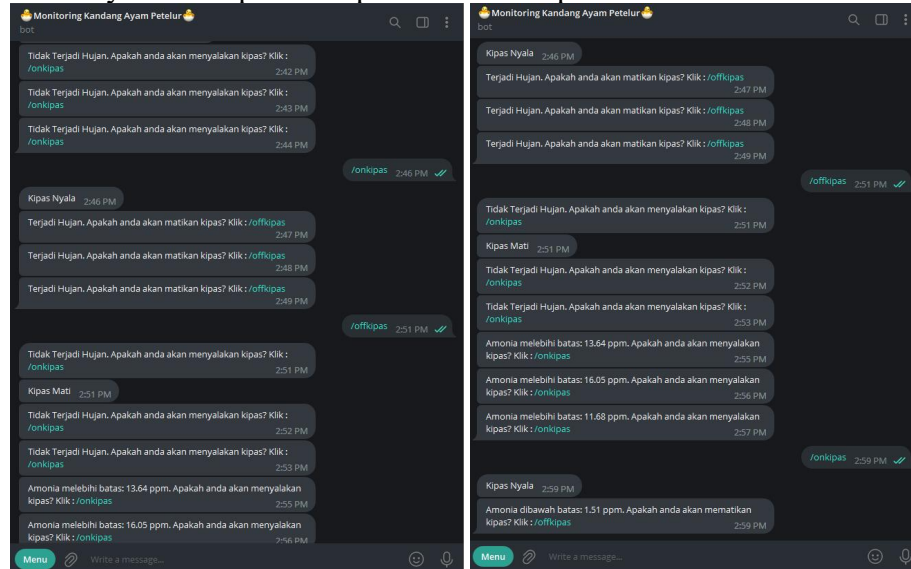 🐣Monitoring Kandang Ayam Petelur🐣
bot
Tidak Terjadi Hujan. Apakah anda akan menyalakan kipas? Klik :
/onkipas 2:42 PM
Tidak Terjadi Hujan. Apakah anda akan menyalakan kipas? Klik :
/onkipas 2:43 PM
Tidak Terjadi Hujan. Apakah anda akan menyalakan kipas? Klik :
/onkipas 2:44 PM
/onkipas 2:46 PM
Kipas Nyala 2:46 PM
Terjadi Hujan. Apakah anda akan matikan kipas? Klik : /offkipas
2:47 PM
Terjadi Hujan. Apakah anda akan matikan kipas? Klik : /offkipas
2:48 PM
Terjadi Hujan. Apakah anda akan matikan kipas? Klik : /offkipas
2:49 PM
/offkipas 2:51 PM
Tidak Terjadi Hujan. Apakah anda akan menyalakan kipas? Klik :
/onkipas 2:51 PM
Kipas Mati 2:51 PM
Tidak Terjadi Hujan. Apakah anda akan menyalakan kipas? Klik :
/onkipas 2:52 PM
Tidak Terjadi Hujan. Apakah anda akan menyalakan kipas? Klik :
/onkipas 2:53 PM
Amonia melebihi batas: 13.64 ppm. Apakah anda akan menyalakan
kipas? Klik : /onkipas 2:55 PM
Amonia melebihi batas: 16.05 ppm. Apakah anda akan menyalakan
kipas? Klik : /onkipas 2:56 PM
Menu Write a message...
🐣Monitoring Kandang Ayam Petelur🐣
bot
Kipas Nyala 2:46 PM
Terjadi Hujan. Apakah anda akan matikan kipas? Klik : /offkipas
2:47 PM
Terjadi Hujan. Apakah anda akan matikan kipas? Klik : /offkipas
2:48 PM
Terjadi Hujan. Apakah anda akan matikan kipas? Klik : /offkipas
2:49 PM
/offkipas 2:51 PM
Tidak Terjadi Hujan. Apakah anda akan menyalakan kipas? Klik :
/onkipas 2:51 PM
Kipas Mati 2:51 PM
Tidak Terjadi Hujan. Apakah anda akan menyalakan kipas? Klik :
/onkipas 2:52 PM
Tidak Terjadi Hujan. Apakah anda akan menyalakan kipas? Klik :
/onkipas 2:53 PM
Amonia melebihi batas: 13.64 ppm. Apakah anda akan menyalakan
kipas? Klik : /onkipas 2:55 PM
Amonia melebihi batas: 16.05 ppm. Apakah anda akan menyalakan
kipas? Klik : /onkipas 2:56 PM
Amonia melebihi batas: 11.68 ppm. Apakah anda akan menyalakan
kipas? Klik : /onkipas 2:57 PM
/onkipas 2:59 PM
Kipas Nyala 2:59 PM
Amonia dibawah batas: 1.51 ppm. Apakah anda akan mematikan
kipas? Klik : /offkipas 2:59 PM
Menu Write a message...